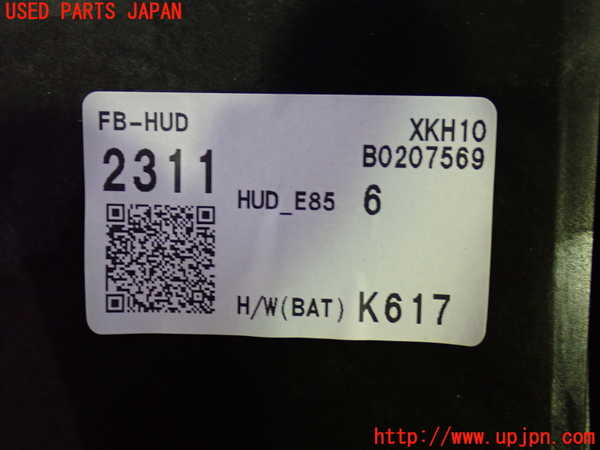 USED PARTS JAPAN
FB-HUD XKH10
2311 B0207569
HUD_E85 6
H/W(BAT) K617
http://www.upjpn.com/